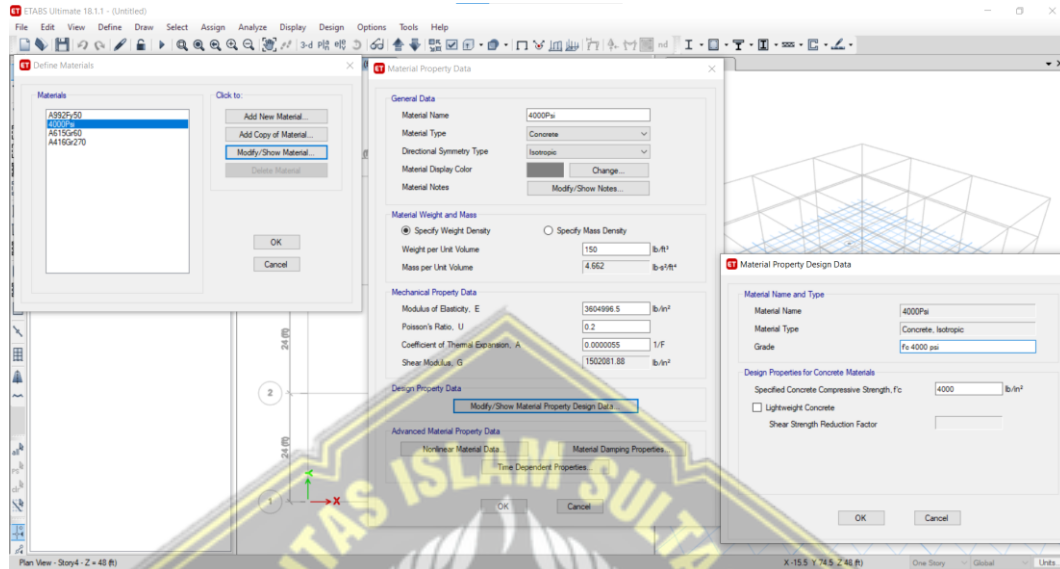 ETABS Ultimate 18.1.1 - (Untitled)
File Edit View Define Draw Select Assign Analyze Display Design Options Tools Help
3-d
nd
Define Materials
Materials
A992Fy50
4000Psi
A615Gr60
A416Gr270
Click to:
Add New Material...
Add Copy of Material...
Modify/Show Material...
Delete Material
OK
Cancel
Material Property Data
General Data
Material Name 4000Psi
Material Type Concrete
Directional Symmetry Type Isotropic
Material Display Color Change...
Material Notes Modify/Show Notes...
Material Weight and Mass
Specify Weight Density Specify Mass Density
Weight per Unit Volume 150 lb/ft³
Mass per Unit Volume 4.662 lb-s²/ft⁴
Mechanical Property Data
Modulus of Elasticity, E 3604996.5 lb/in²
Poisson's Ratio, U 0.2
Coefficient of Thermal Expansion, A 0.0000055 1/F
Shear Modulus, G 1502081.88 lb/in²
Design Property Data
Modify/Show Material Property Design Data...
Advanced Material Property Data
Nonlinear Material Data... Material Damping Properties...
Time Dependent Properties...
OK Cancel
Material Property Design Data
Material Name and Type
Material Name 4000Psi
Material Type Concrete, Isotropic
Grade f'c 4000 psi
Design Properties for Concrete Materials
Specified Concrete Compressive Strength, f'c 4000 lb/in²
Lightweight Concrete
Shear Strength Reduction Factor
OK Cancel
24 (ft)
2
24 (ft)
1
X
Y
ITAS ISLAM SULTA
Plan View - Story4 - Z = 48 ft)
X -15.5 Y 74.5 Z 48 ft) One Story Global Units